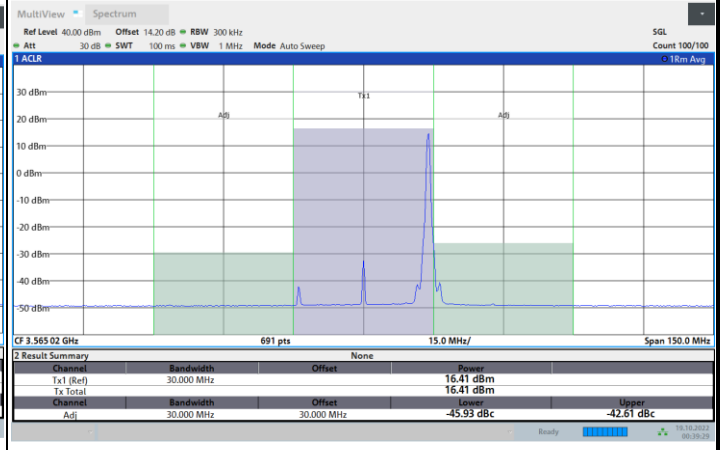 MultiView Spectrum
Ref Level 40.00 dBm Offset 14.20 dB RBW 300 kHz SGL
Att 30 dB SWT 100 ms VBW 1 MHz Mode Auto Sweep Count 100/100
1 ACLR 1Rm Avg
30 dBm
Tx1
20 dBm
Adj
Adj
10 dBm
0 dBm
-10 dBm
-20 dBm
-30 dBm
-40 dBm
-50 dBm
CF 3.56502 GHz 691 pts 15.0 MHz/ Span 150.0 MHz
2 Result Summary None
Channel Bandwidth Offset Power
Tx1 (Ref) 30.000 MHz 16.41 dBm
Tx Total 16.41 dBm
Channel Bandwidth Offset Lower Upper
Adj 30.000 MHz 30.000 MHz -45.93 dBc -42.61 dBc
Ready 19.10.2022
00:39:29